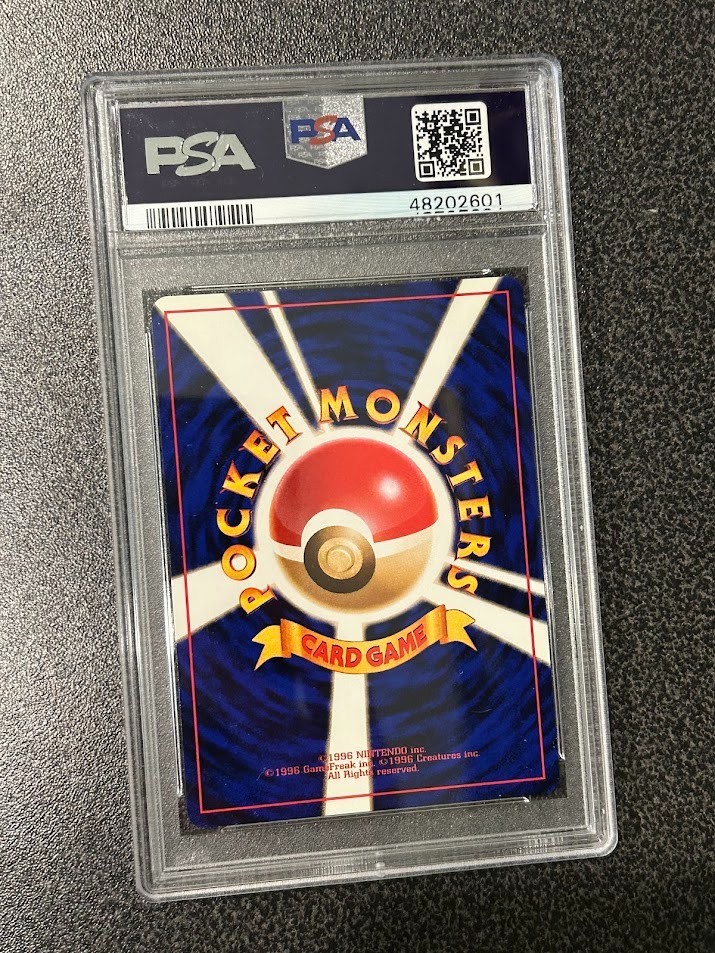 PSA
PSA
48202601
POCKET MONSTERS
CARD GAME
©1996 NINTENDO inc.
©1996 GameFreak inc. ©1996 Creatures inc.
All Rights reserved.